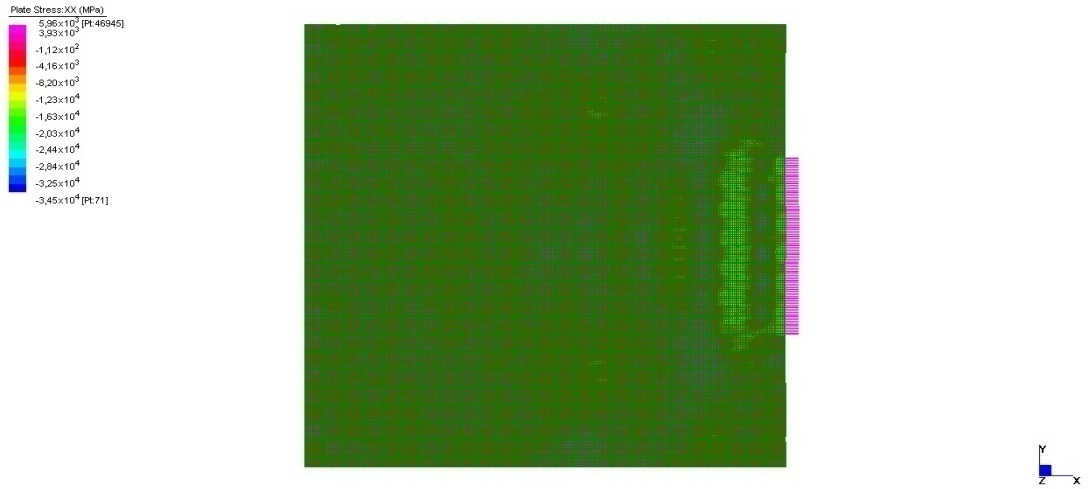 Plate Stress:XX (MPa)
5,96x10³ [Pt:46945]
3,93x10³
-1,12x10²
-4,16x10³
-8,20x10³
-1,23x10⁴
-1,63x10⁴
-2,03x10⁴
-2,44x10⁴
-2,84x10⁴
-3,25x10⁴
-3,45x10⁴ [Pt:71]
Y
Z X